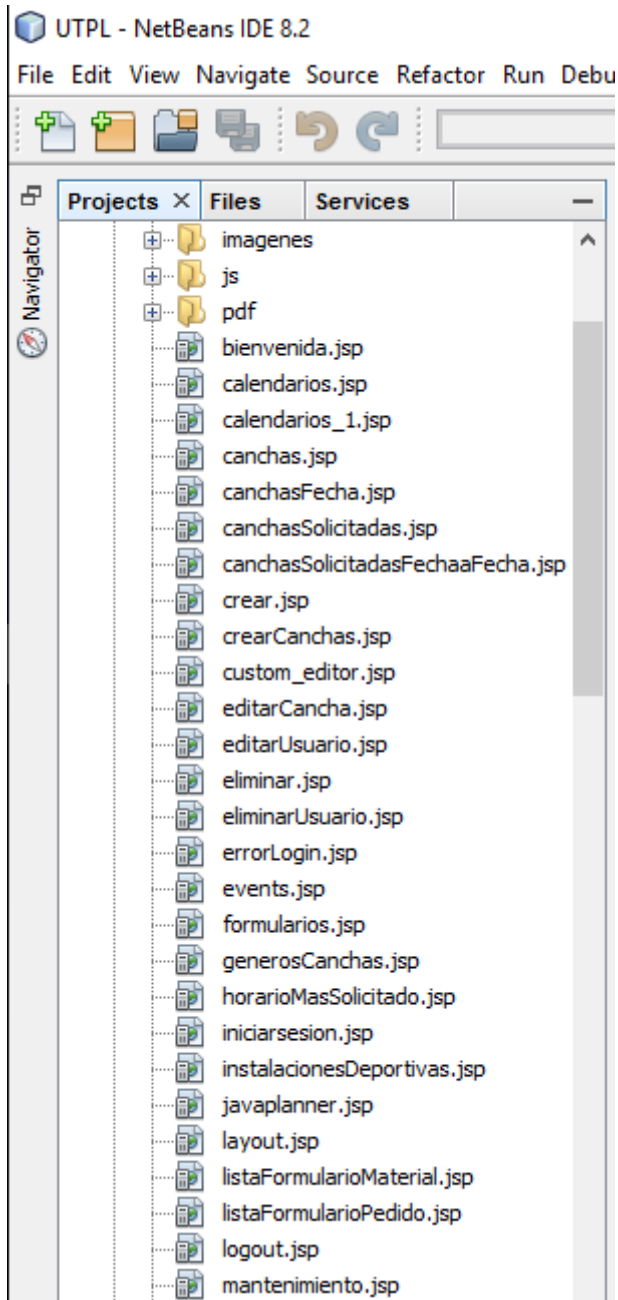 UTPL - NetBeans IDE 8.2
File Edit View Navigate Source Refactor Run Debu
Projects × Files Services
Navigator
imagenes
js
pdf
bienvenida.jsp
calendarios.jsp
calendarios_1.jsp
canchas.jsp
canchasFecha.jsp
canchasSolicitadas.jsp
canchasSolicitadasFechaaFecha.jsp
crear.jsp
crearCanchas.jsp
custom_editor.jsp
editarCancha.jsp
editarUsuario.jsp
eliminar.jsp
eliminarUsuario.jsp
errorLogin.jsp
events.jsp
formularios.jsp
generosCanchas.jsp
horarioMasSolicitado.jsp
iniciarsesion.jsp
instalacionesDeportivas.jsp
javaplanner.jsp
layout.jsp
listaFormularioMaterial.jsp
listaFormularioPedido.jsp
logout.jsp
mantenimiento.jsp